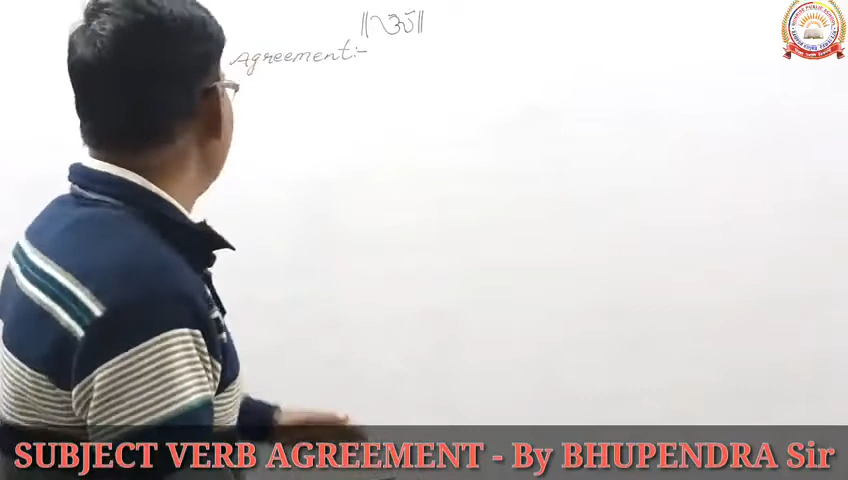 ॥ ॐ ॥
Agreement:-
SUBJECT VERB AGREEMENT - By BHUPENDRA Sir